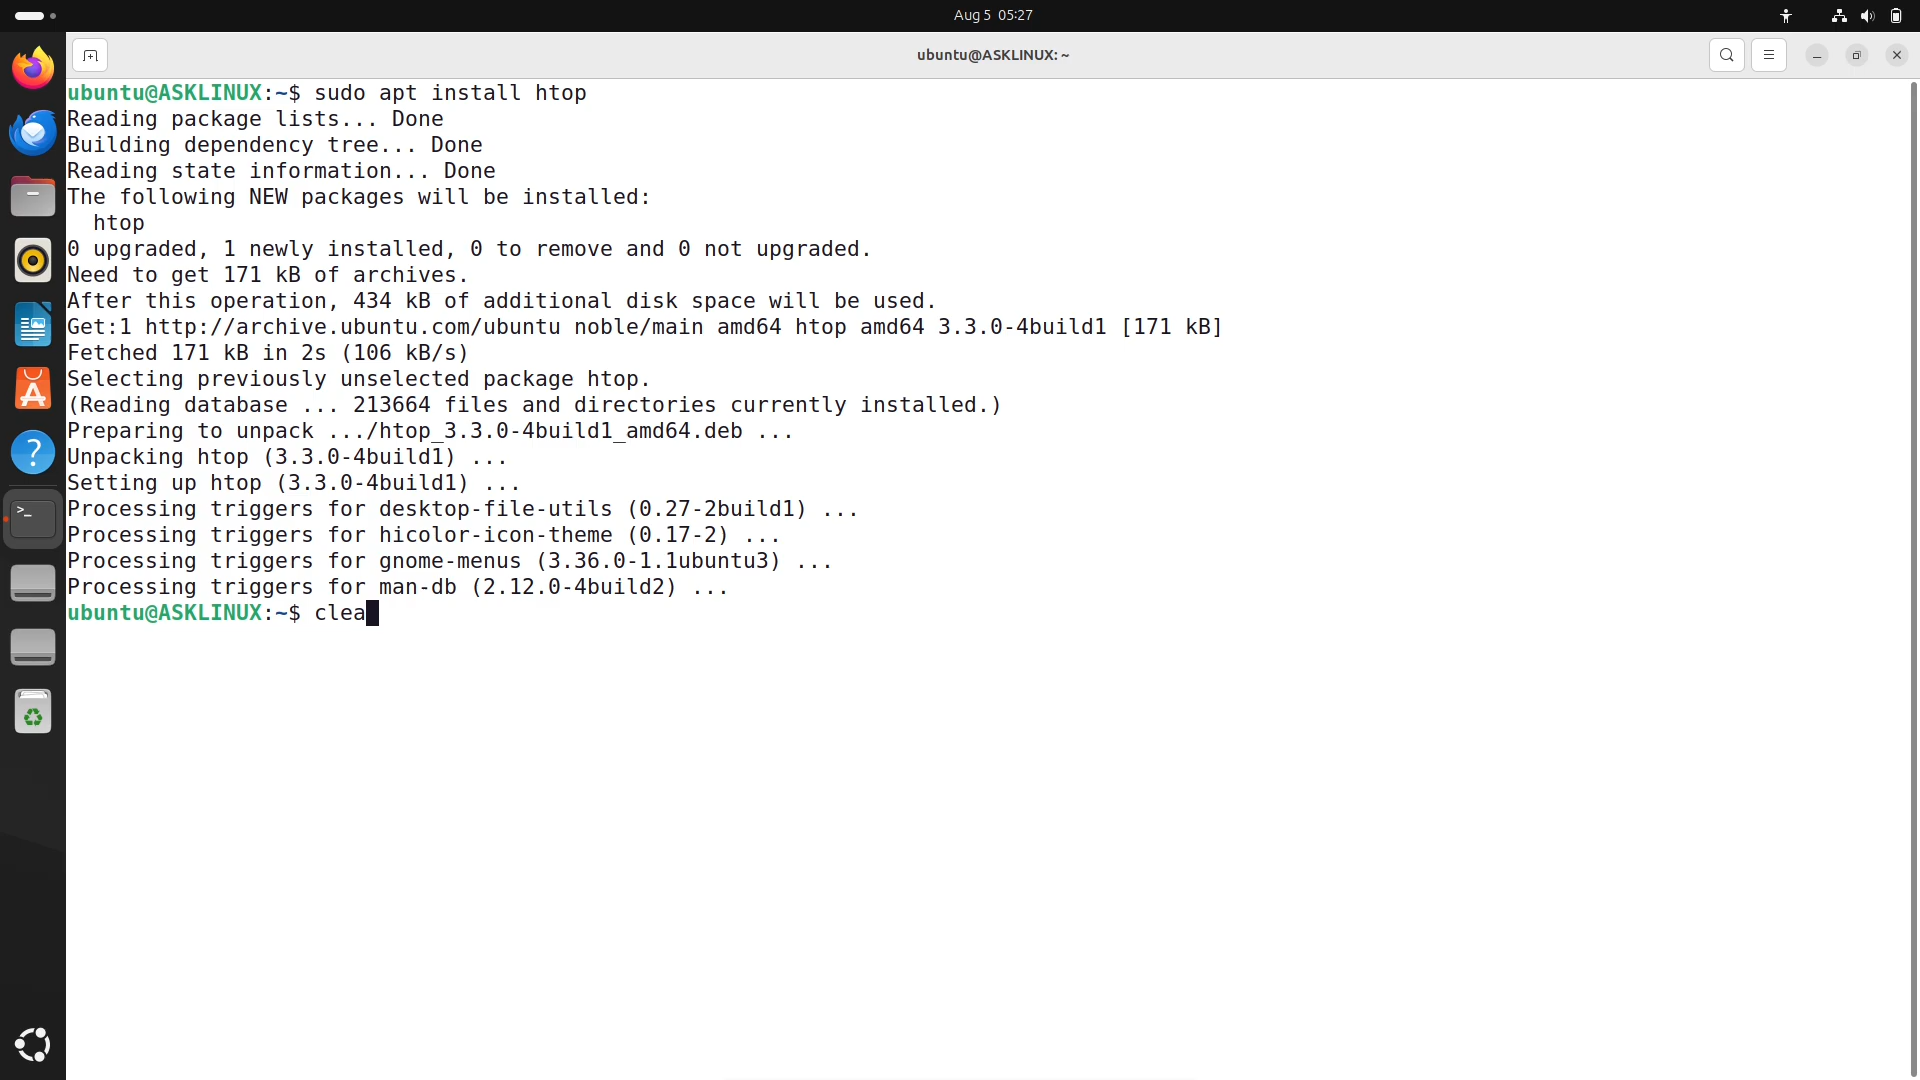 Aug 5 05:27
ubuntu@ASKLINUX: ~
ubuntu@ASKLINUX:~$ sudo apt install htop
Reading package lists... Done
Building dependency tree... Done
Reading state information... Done
The following NEW packages will be installed:
  htop
0 upgraded, 1 newly installed, 0 to remove and 0 not upgraded.
Need to get 171 kB of archives.
After this operation, 434 kB of additional disk space will be used.
Get:1 http://archive.ubuntu.com/ubuntu noble/main amd64 htop amd64 3.3.0-4build1 [171 kB]
Fetched 171 kB in 2s (106 kB/s)
Selecting previously unselected package htop.
(Reading database ... 213664 files and directories currently installed.)
Preparing to unpack .../htop_3.3.0-4build1_amd64.deb ...
Unpacking htop (3.3.0-4build1) ...
Setting up htop (3.3.0-4build1) ...
Processing triggers for desktop-file-utils (0.27-2build1) ...
Processing triggers for hicolor-icon-theme (0.17-2) ...
Processing triggers for gnome-menus (3.36.0-1.1ubuntu3) ...
Processing triggers for man-db (2.12.0-4build2) ...
ubuntu@ASKLINUX:~$ clea